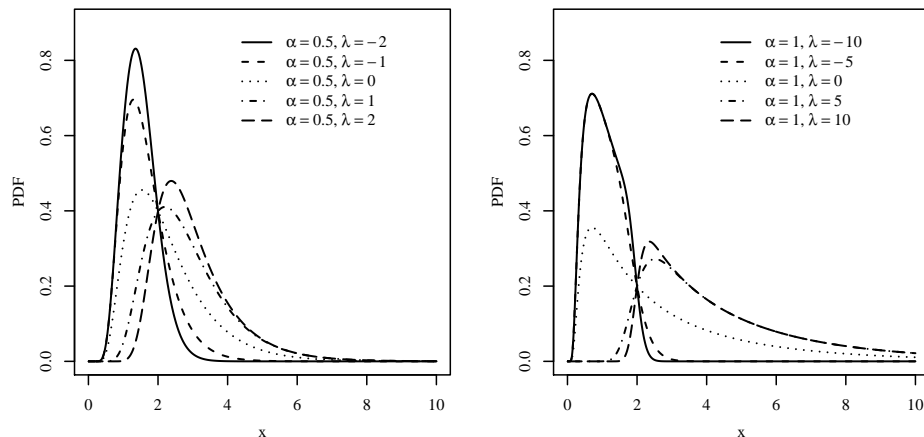 α = 0.5, λ = −2
α = 0.5, λ = −1
α = 0.5, λ = 0
α = 0.5, λ = 1
α = 0.5, λ = 2
PDF
0.8
0.6
0.4
0.2
0.0
0 2 4 6 8 10
x
α = 1, λ = −10
α = 1, λ = −5
α = 1, λ = 0
α = 1, λ = 5
α = 1, λ = 10
PDF
0.8
0.6
0.4
0.2
0.0
0 2 4 6 8 10
x